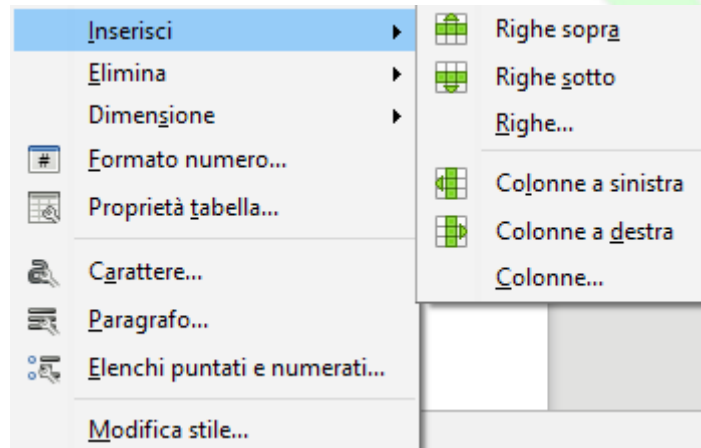 Inserisci
Elimina
Dimensione
Formato numero...
Proprietà tabella...
Carattere...
Paragrafo...
Elenchi puntati e numerati...
Modifica stile...
Righe sopra
Righe sotto
Righe...
Colonne a sinistra
Colonne a destra
Colonne...